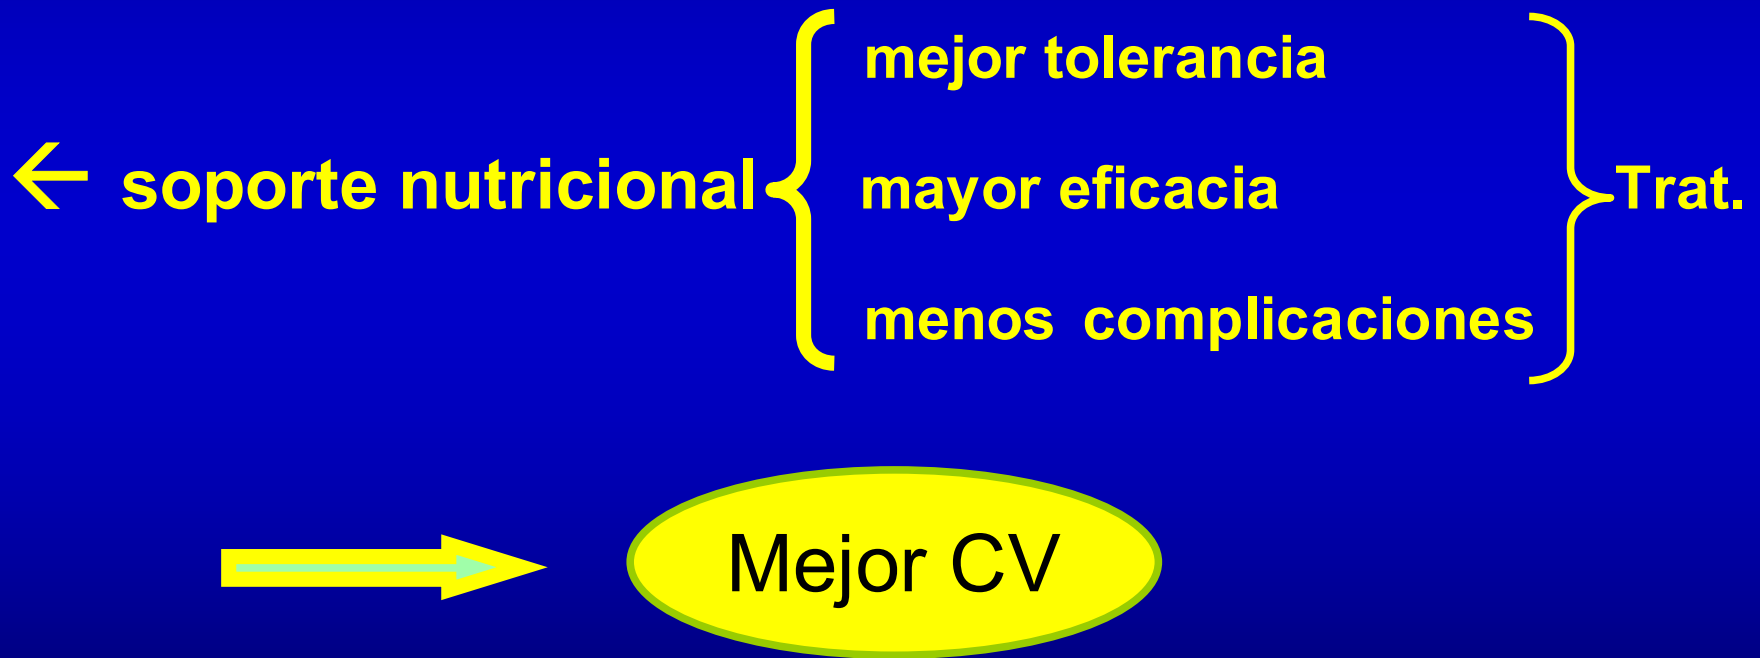 mejor tolerancia
← soporte nutricional mayor eficacia Trat.
menos complicaciones
Mejor CV